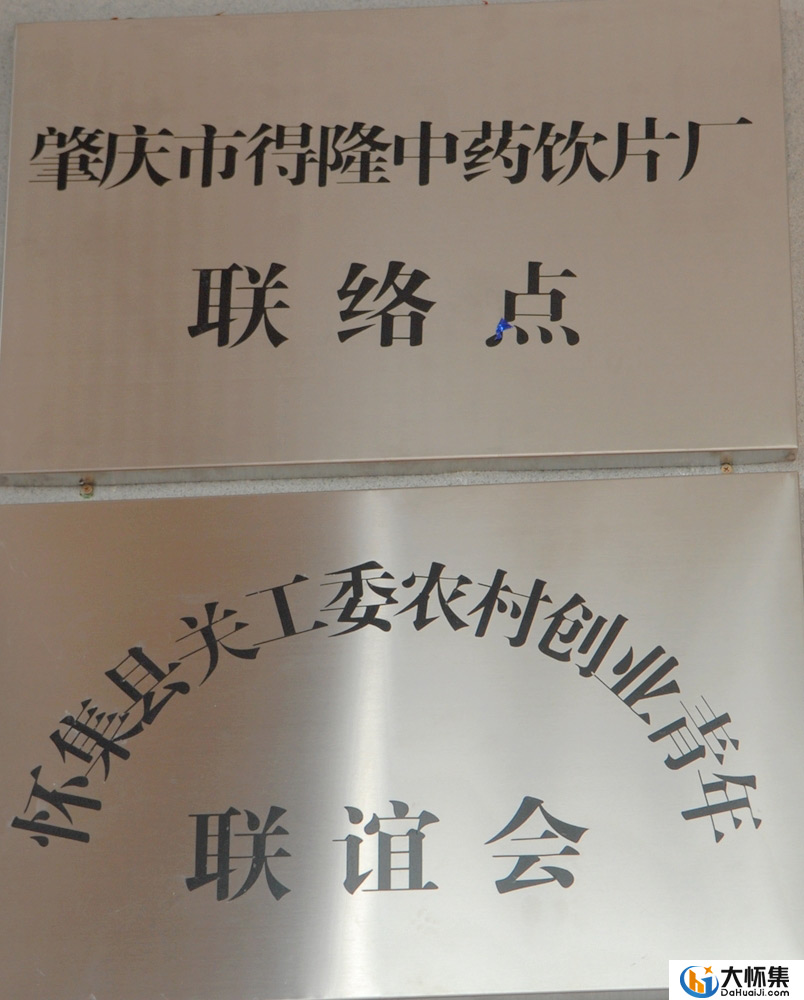 肇庆市得隆中药饮片厂
联络点
怀集县关工委农村创业青年
联谊会
大怀集
DaHuaiJi.com